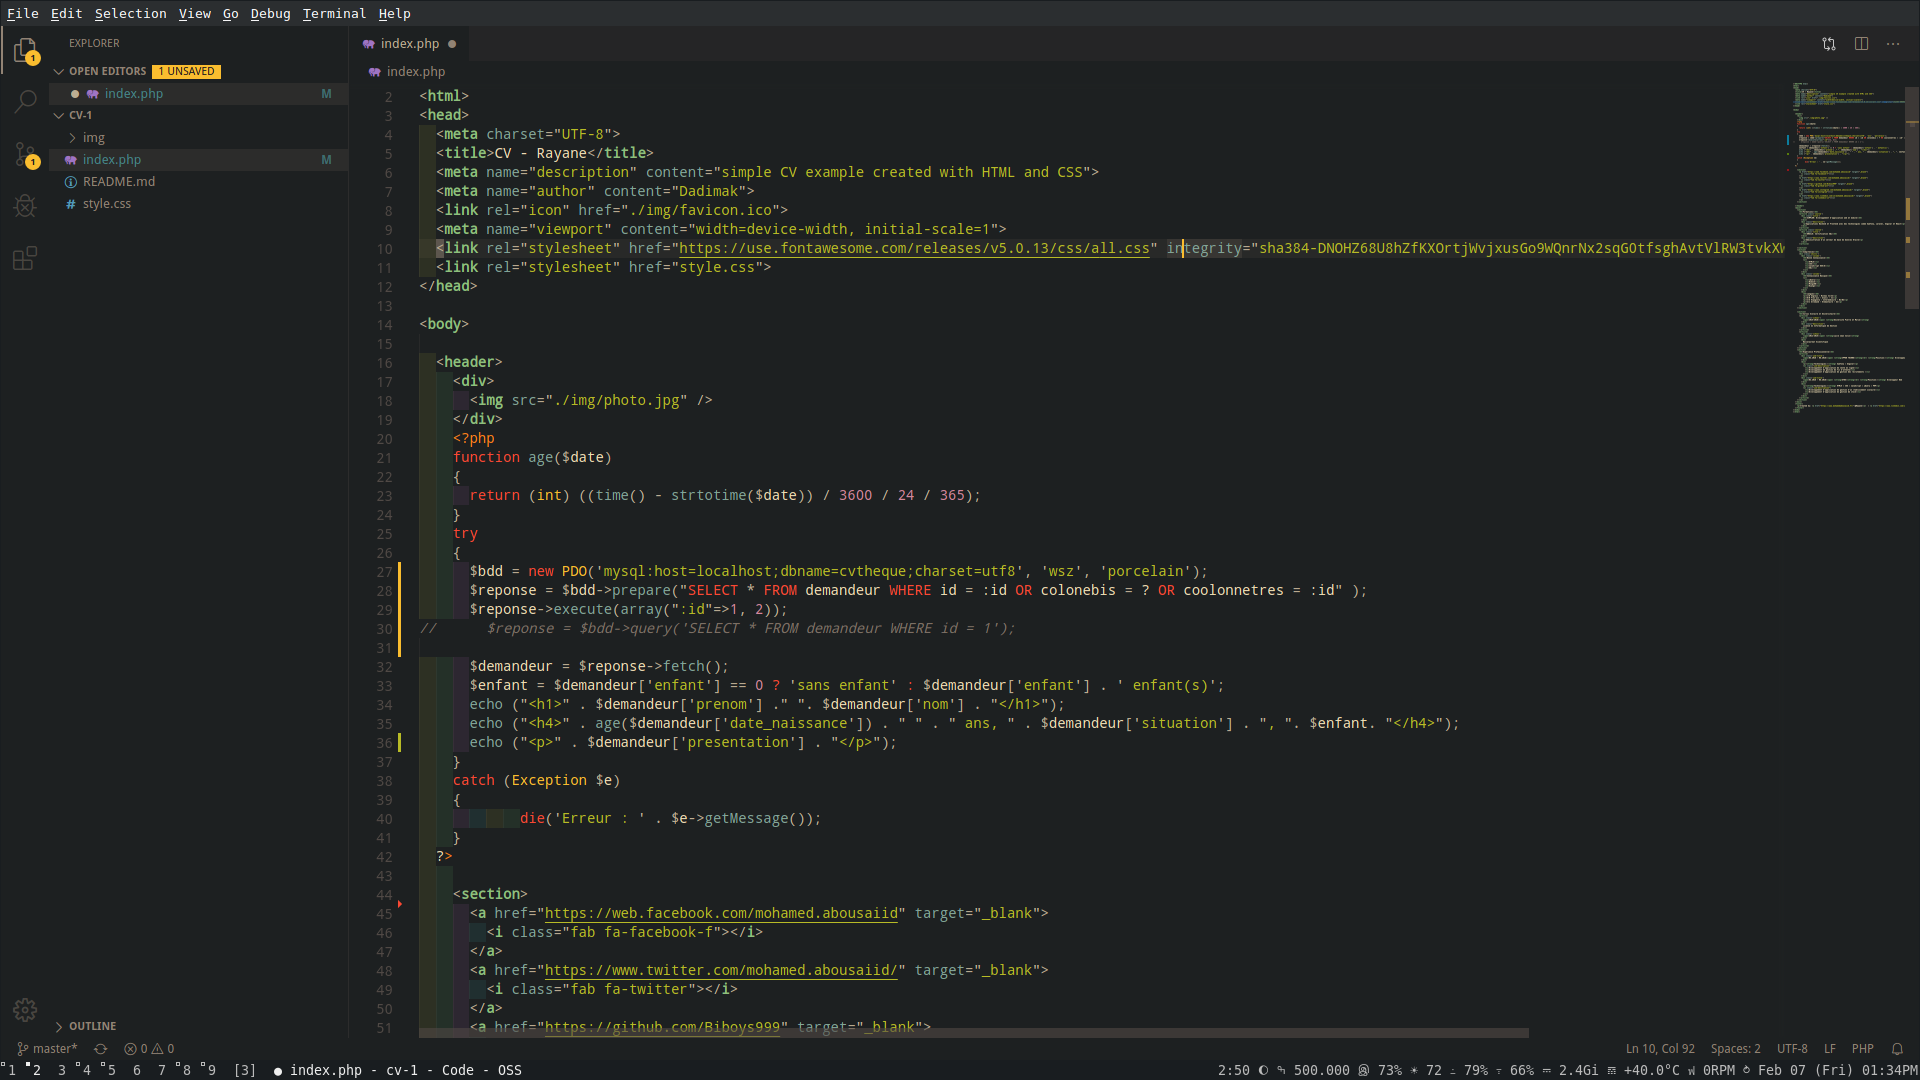 File Edit Selection View Go Debug Terminal Help
EXPLORER
OPEN EDITORS 1 UNSAVED
index.php M
CV-1
img
index.php M
README.md
style.css
OUTLINE
index.php
index.php
2 <html>
3 <head>
4 <meta charset="UTF-8">
5 <title>CV - Rayane</title>
6 <meta name="description" content="simple CV example created with HTML and CSS">
7 <meta name="author" content="Dadimak">
8 <link rel="icon" href="./img/favicon.ico">
9 <meta name="viewport" content="width=device-width, initial-scale=1">
10 <link rel="stylesheet" href="https://use.fontawesome.com/releases/v5.0.13/css/all.css" integrity="sha384-DNOHZ68U8hZfKXOrtjWvjxusGo9WQnrNx2sqG0tfsghAvtVlRW3tvkXW
11 <link rel="stylesheet" href="style.css">
12 </head>
13
14 <body>
15
16 <header>
17 <div>
18 <img src="./img/photo.jpg" />
19 </div>
20 <?php
21 function age($date)
22 {
23 return (int) ((time() - strtotime($date)) / 3600 / 24 / 365);
24 }
25 try
26 {
27 $bdd = new PDO('mysql:host=localhost;dbname=cvtheque;charset=utf8', 'wsz', 'porcelain');
28 $reponse = $bdd->prepare("SELECT * FROM demandeur WHERE id = :id OR colonebis = ? OR coolonnetres = :id" );
29 $reponse->execute(array(":id"=>1, 2));
30 // $reponse = $bdd->query('SELECT * FROM demandeur WHERE id = 1');
31
32 $demandeur = $reponse->fetch();
33 $enfant = $demandeur['enfant'] == 0 ? 'sans enfant' : $demandeur['enfant'] . ' enfant(s)';
34 echo ("<h1>" . $demandeur['prenom'] ." ". $demandeur['nom'] . "</h1>");
35 echo ("<h4>" . age($demandeur['date_naissance']) . " " . " ans, " . $demandeur['situation'] . ", ". $enfant. "</h4>");
36 echo ("<p>" . $demandeur['presentation'] . "</p>");
37 }
38 catch (Exception $e)
39 {
40 die('Erreur : ' . $e->getMessage());
41 }
42 ?>
43
44 <section>
45 <a href="https://web.facebook.com/mohamed.abousaiid" target="_blank">
46 <i class="fab fa-facebook-f"></i>
47 </a>
48 <a href="https://www.twitter.com/mohamed.abousaiid/" target="_blank">
49 <i class="fab fa-twitter"></i>
50 </a>
51 <a href="https://github.com/Biboys999" target="_blank">
master* 0 0 Ln 10, Col 92 Spaces: 2 UTF-8 LF PHP
1 2 3 4 5 6 7 8 9 [3] ● index.php - cv-1 - Code - OSS 2:50 500.000 73% 72 79% 66% 2.4Gi +40.0°C 0RPM Feb 07 (Fri) 01:34PM